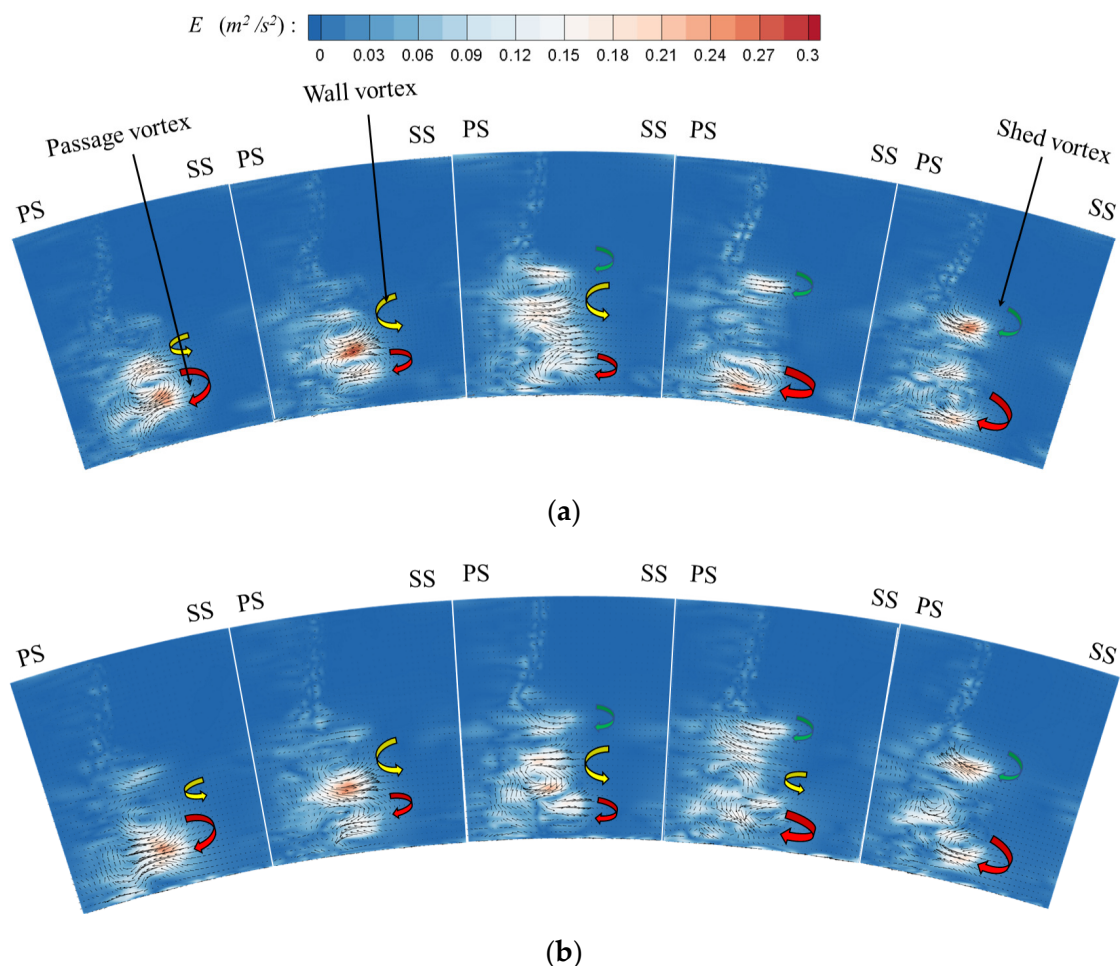 E (m² /s²) :
0 0.03 0.06 0.09 0.12 0.15 0.18 0.21 0.24 0.27 0.3
Passage vortex
Wall vortex
Shed vortex
PS SS PS SS PS SS PS SS PS SS
(a)
PS SS PS SS PS SS PS SS PS SS
(b)